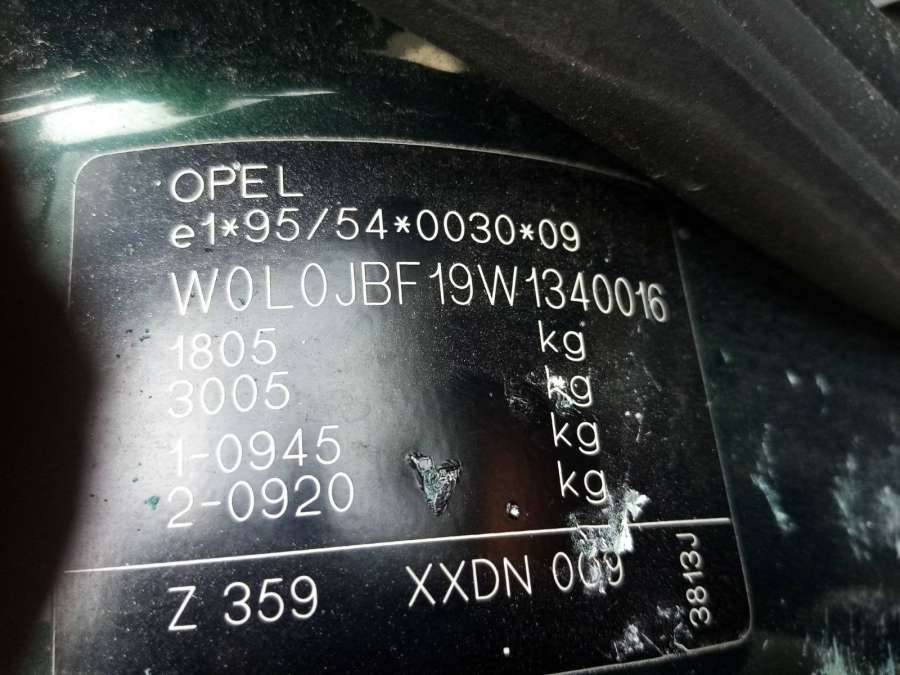 OPEL
e1*95/54*0030*09
W0L0JBF19W1340016
1805 kg
3005 kg
1-0945 kg
2-0920 kg
Z 359 XXDN 009
3813J